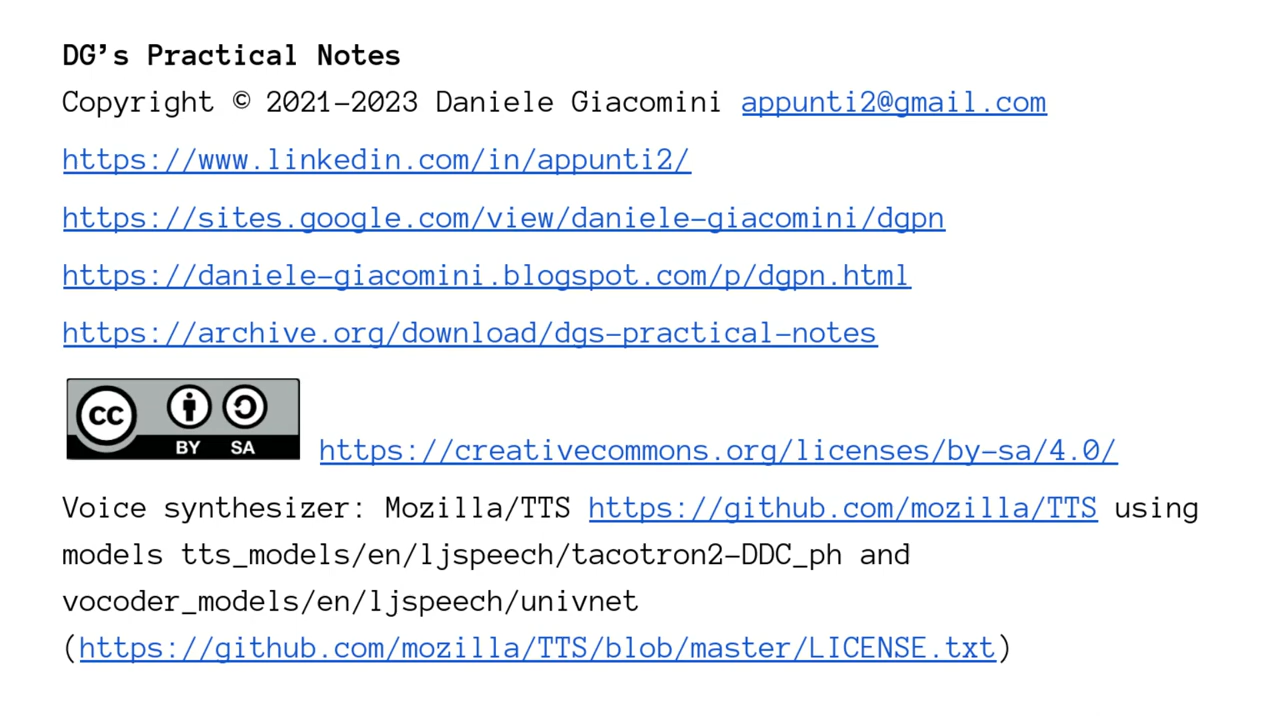 DG’s Practical Notes
Copyright © 2021–2023 Daniele Giacomini appunti2@gmail.com
https://www.linkedin.com/in/appunti2/
https://sites.google.com/view/daniele-giacomini/dgpn
https://daniele-giacomini.blogspot.com/p/dgpn.html
https://archive.org/download/dgs-practical-notes
CC BY SA https://creativecommons.org/licenses/by-sa/4.0/
Voice synthesizer: Mozilla/TTS https://github.com/mozilla/TTS using
models tts_models/en/ljspeech/tacotron2-DDC_ph and
vocoder_models/en/ljspeech/univnet
(https://github.com/mozilla/TTS/blob/master/LICENSE.txt)